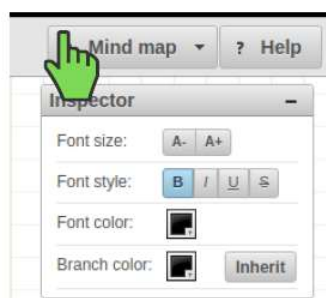 Mind map ? Help
Inspector –
Font size: A- A+
Font style: B I U S
Font color:
Branch color: Inherit